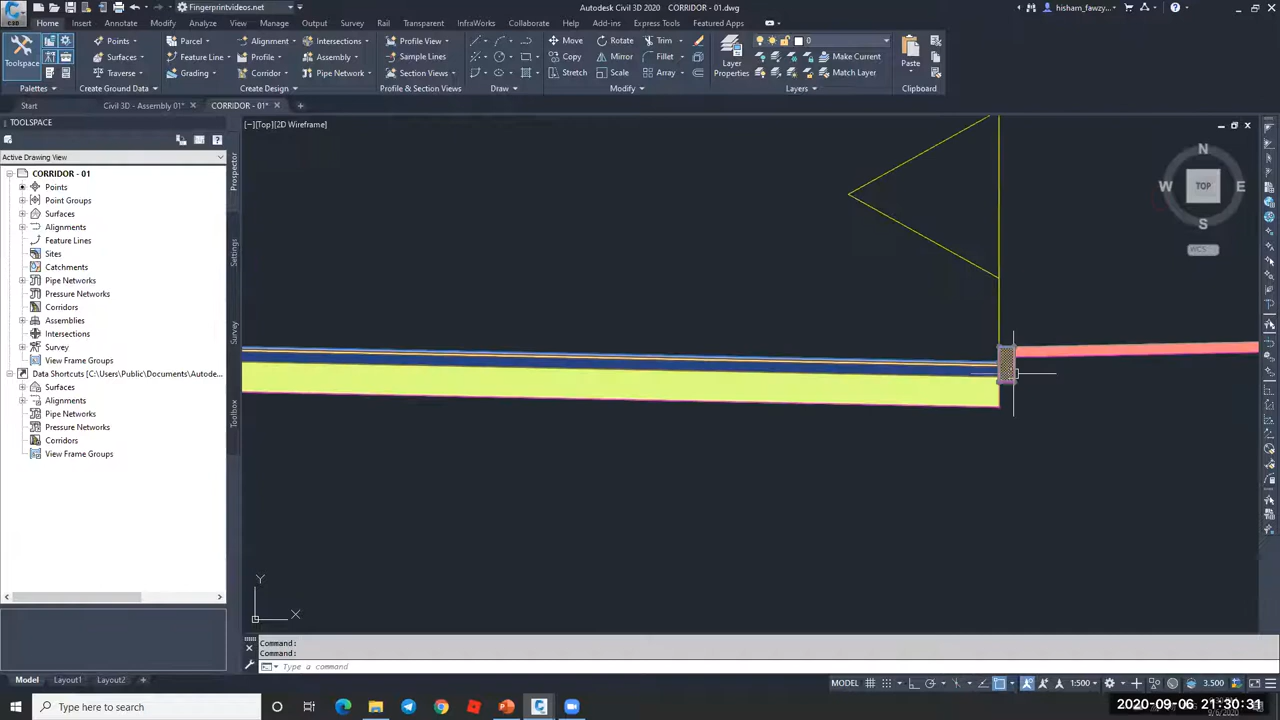 Fingerprintvideos.net
Autodesk Civil 3D 2020 CORRIDOR - 01.dwg
hisham_fawzy...
Home Insert Annotate Modify Analyze View Manage Output Survey Rail Transparent InfraWorks Collaborate Help Add-ins Express Tools Featured Apps
Toolspace
Points Parcel Alignment Intersections Profile View Move Rotate Trim 0
Surfaces Feature Line Profile Assembly Sample Lines Copy Mirror Fillet Make Current
Traverse Grading Corridor Pipe Network Section Views Stretch Scale Array Match Layer
Layer Properties
Paste
Palettes Create Ground Data Create Design Profile & Section Views Draw Modify Layers Clipboard
Start Civil 3D - Assembly 01* CORRIDOR - 01*
TOOLSPACE
Active Drawing View
CORRIDOR - 01
Points
Point Groups
Surfaces
Alignments
Feature Lines
Sites
Catchments
Pipe Networks
Pressure Networks
Corridors
Assemblies
Intersections
Survey
View Frame Groups
Data Shortcuts [C:\Users\Public\Documents\Autode...
Surfaces
Alignments
Pipe Networks
Pressure Networks
Corridors
View Frame Groups
Prospector
Settings
Survey
Toolbox
[−][Top][2D Wireframe]
N
W TOP E
S
WCS
Y
X
Command:
Command:
Type a command
Model Layout1 Layout2
MODEL 1:500 3.500
Type here to search
2020-09-06 21:30:31